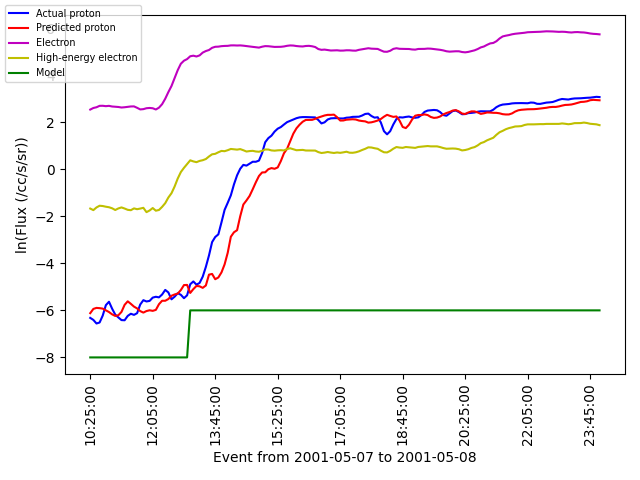 Actual proton
Predicted proton
Electron
High-energy electron
Model
ln(Flux (/cc/s/sr))
2
0
−2
−4
−6
−8
10:25:00
12:05:00
13:45:00
15:25:00
17:05:00
18:45:00
20:25:00
22:05:00
23:45:00
Event from 2001-05-07 to 2001-05-08